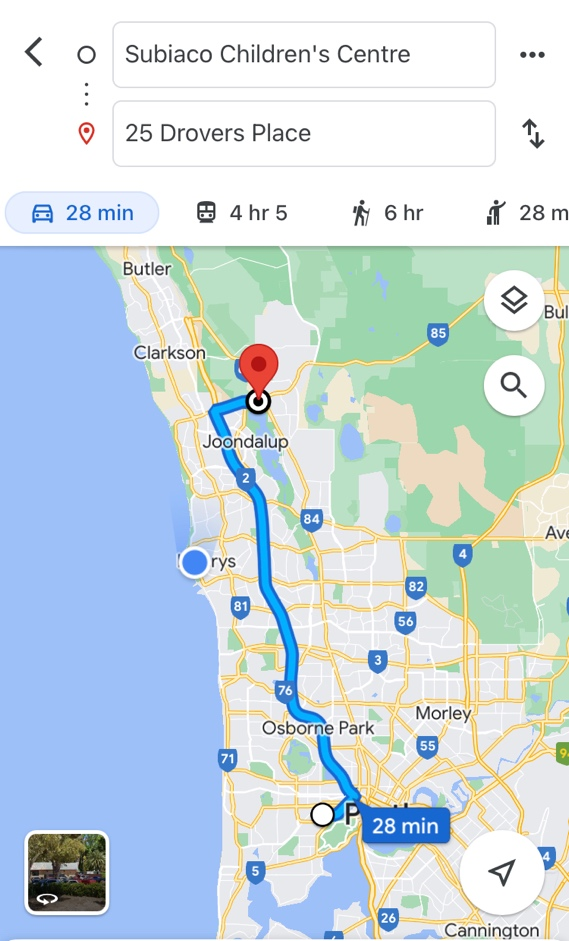 Subiaco Children's Centre
25 Drovers Place
28 min
4 hr 5
6 hr
28 m
Butler
85
Bul
Clarkson
Joondalup
2
84
Ave
4
rys
82
81
56
3
76
Morley
Osborne Park
55
71
94
28 min
5
4
26
Cannington